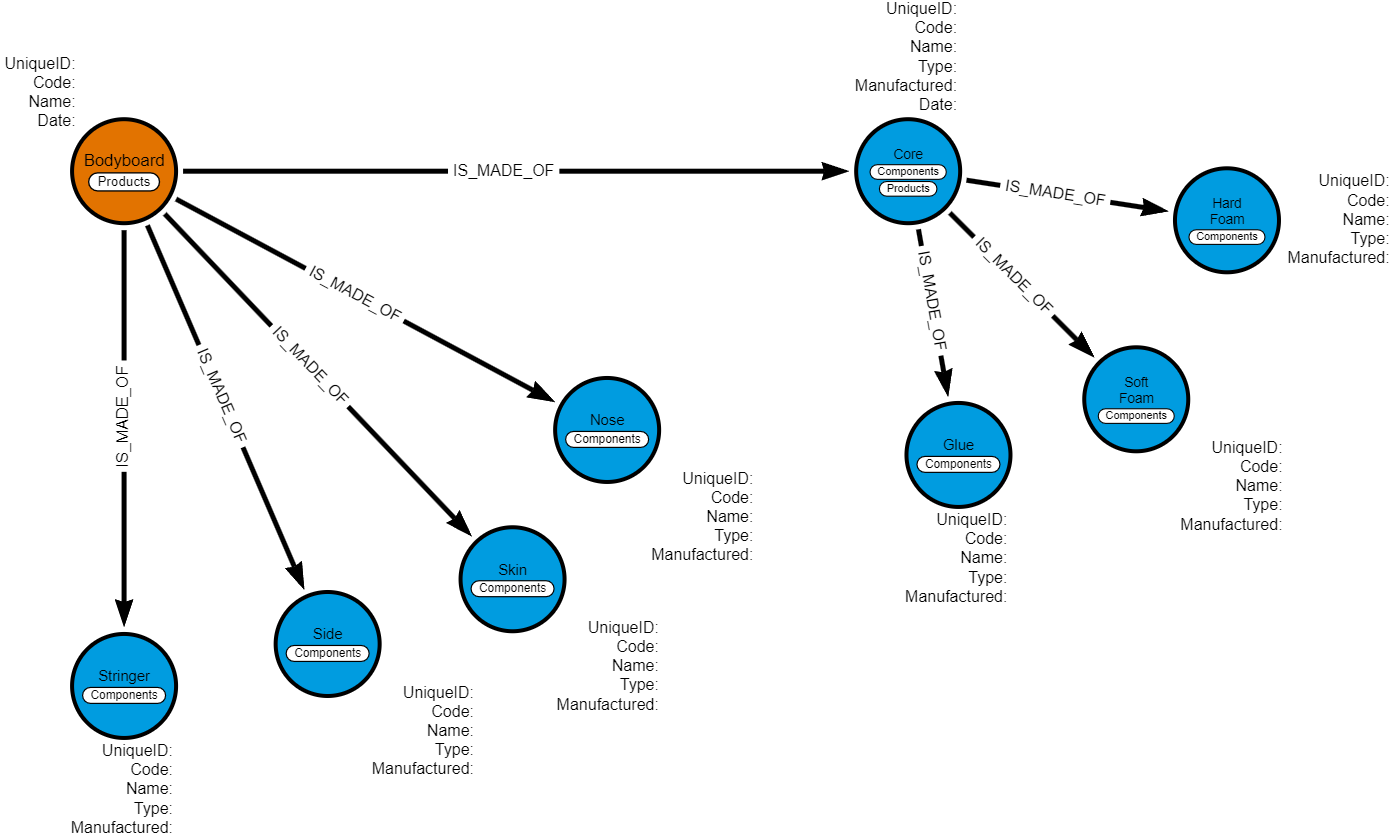 UniqueID:
Code:
Name:
Type:
Manufactured:
Date:
UniqueID:
Code:
Name:
Date:
Bodyboard
Products
IS_MADE_OF
Core
Components
Products
IS_MADE_OF
Hard
Foam
Components
UniqueID:
Code:
Name:
Type:
Manufactured:
IS_MADE_OF
IS_MADE_OF
IS_MADE_OF
IS_MADE_OF
IS_MADE_OF
IS_MADE_OF
Soft
Foam
Components
UniqueID:
Code:
Name:
Type:
Manufactured:
Nose
Components
UniqueID:
Code:
Name:
Type:
Manufactured:
Glue
Components
UniqueID:
Code:
Name:
Type:
Manufactured:
Skin
Components
UniqueID:
Code:
Name:
Type:
Manufactured:
Side
Components
UniqueID:
Code:
Name:
Type:
Manufactured:
Stringer
Components
UniqueID:
Code:
Name:
Type:
Manufactured: